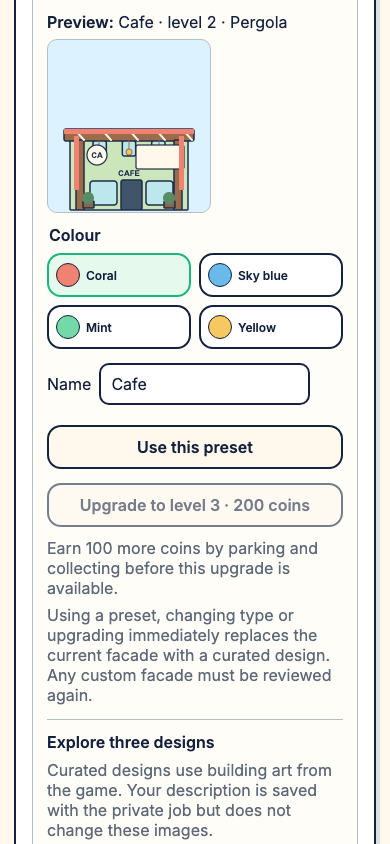 Preview: Cafe · level 2 · Pergola
CA
CAFE
Colour
Coral
Sky blue
Mint
Yellow
Name
Cafe
Use this preset
Upgrade to level 3 · 200 coins
Earn 100 more coins by parking and
collecting before this upgrade is
available.
Using a preset, changing type or
upgrading immediately replaces the
current facade with a curated design.
Any custom facade must be reviewed
again.
Explore three designs
Curated designs use building art from
the game. Your description is saved
with the private job but does not
change these images.